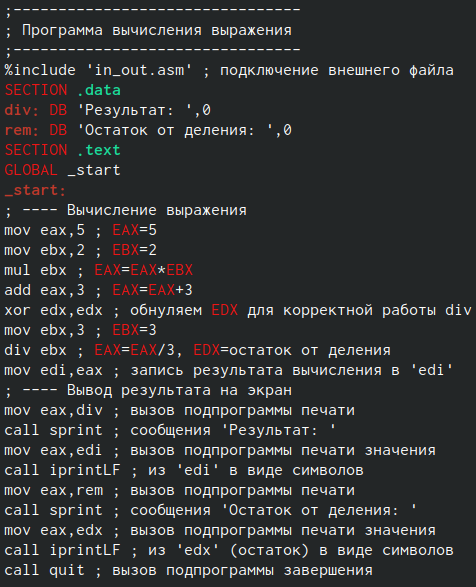 ;---------------------------------
; Программа вычисления выражения
;---------------------------------
%include 'in_out.asm' ; подключение внешнего файла
SECTION .data
div: DB 'Результат: ',0
rem: DB 'Остаток от деления: ',0
SECTION .text
GLOBAL _start
_start:
; ---- Вычисление выражения
mov eax,5 ; EAX=5
mov ebx,2 ; EBX=2
mul ebx ; EAX=EAX*EBX
add eax,3 ; EAX=EAX+3
xor edx,edx ; обнуляем EDX для корректной работы div
mov ebx,3 ; EBX=3
div ebx ; EAX=EAX/3, EDX=остаток от деления
mov edi,eax ; запись результата вычисления в 'edi'
; ---- Вывод результата на экран
mov eax,div ; вызов подпрограммы печати
call sprint ; сообщения 'Результат: '
mov eax,edi ; вызов подпрограммы печати значения
call iprintLF ; из 'edi' в виде символов
mov eax,rem ; вызов подпрограммы печати
call sprint ; сообщения 'Остаток от деления: '
mov eax,edx ; вызов подпрограммы печати значения
call iprintLF ; из 'edx' (остаток) в виде символов
call quit ; вызов подпрограммы завершения